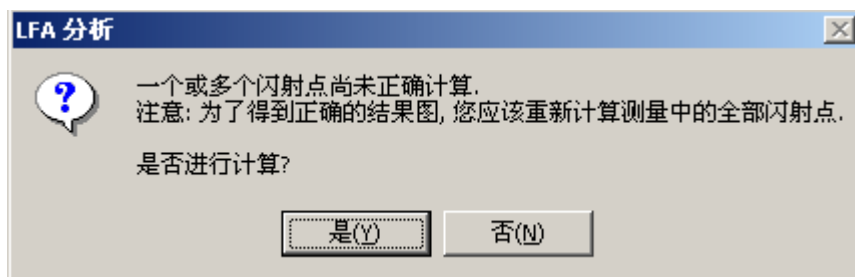 LFA 分析
一个或多个闪射点尚未正确计算.
注意: 为了得到正确的结果图, 您应该重新计算测量中的全部闪射点.
是否进行计算?
是(Y)
否(N)